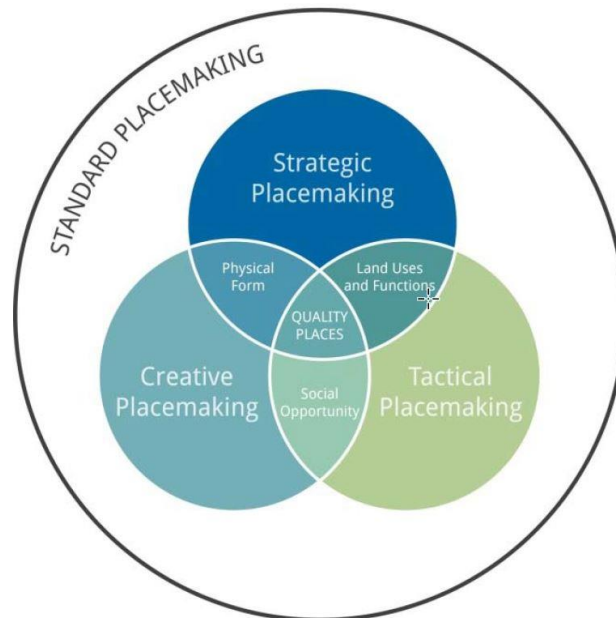 STANDARD PLACEMAKING
Strategic
Placemaking
Physical
Form
Land Uses
and Functions
QUALITY
PLACES
Creative
Placemaking
Social
Opportunity
Tactical
Placemaking